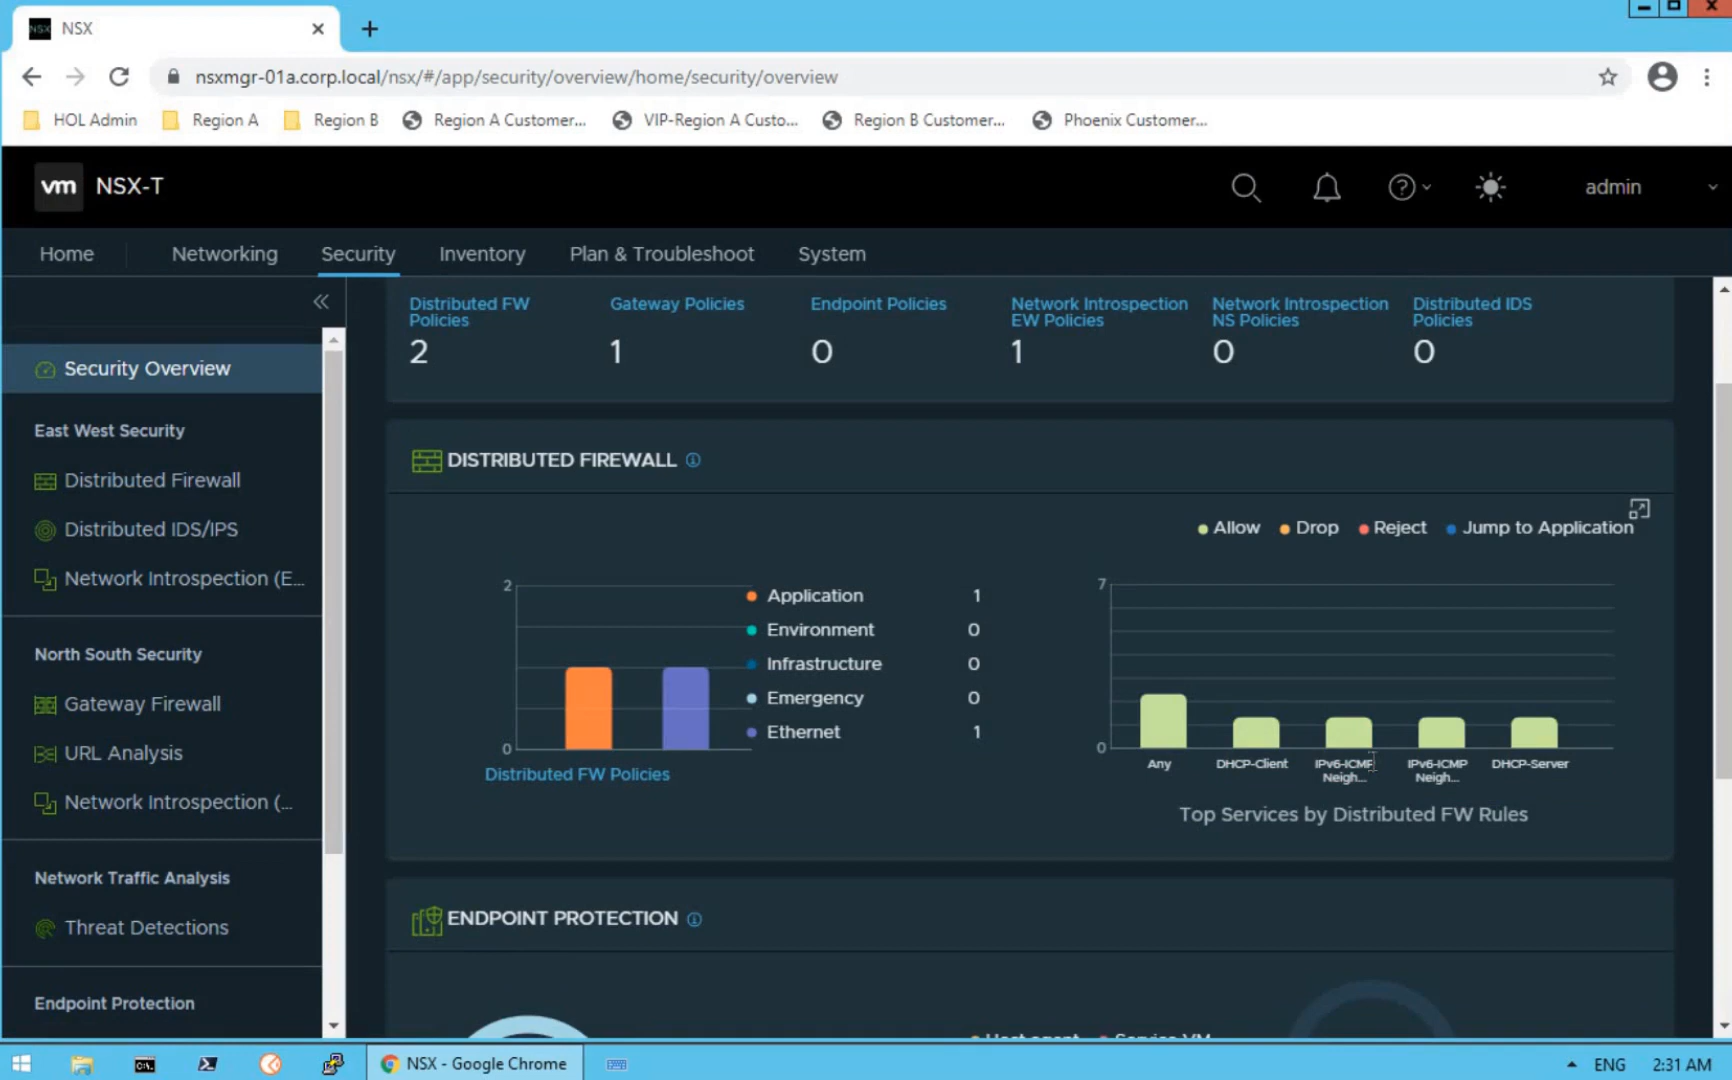 NSX
nsxmgr-01a.corp.local/nsx/#/app/security/overview/home/security/overview
HOL Admin Region A Region B Region A Customer... VIP-Region A Custo... Region B Customer... Phoenix Customer...
vm NSX-T admin
Home Networking Security Inventory Plan & Troubleshoot System
Security Overview
East West Security
Distributed Firewall
Distributed IDS/IPS
Network Introspection (E...
North South Security
Gateway Firewall
URL Analysis
Network Introspection (...
Network Traffic Analysis
Threat Detections
Endpoint Protection
Distributed FW
Policies
2
Gateway Policies
1
Endpoint Policies
0
Network Introspection
EW Policies
1
Network Introspection
NS Policies
0
Distributed IDS
Policies
0
DISTRIBUTED FIREWALL
Allow Drop Reject Jump to Application
2
0
Application 1
Environment 0
Infrastructure 0
Emergency 0
Ethernet 1
Distributed FW Policies
7
0
Any
DHCP-Client
IPv6-ICMP
Neigh...
IPv6-ICMP
Neigh...
DHCP-Server
Top Services by Distributed FW Rules
ENDPOINT PROTECTION
Host agent Service VM
NSX - Google Chrome ENG 2:31 AM